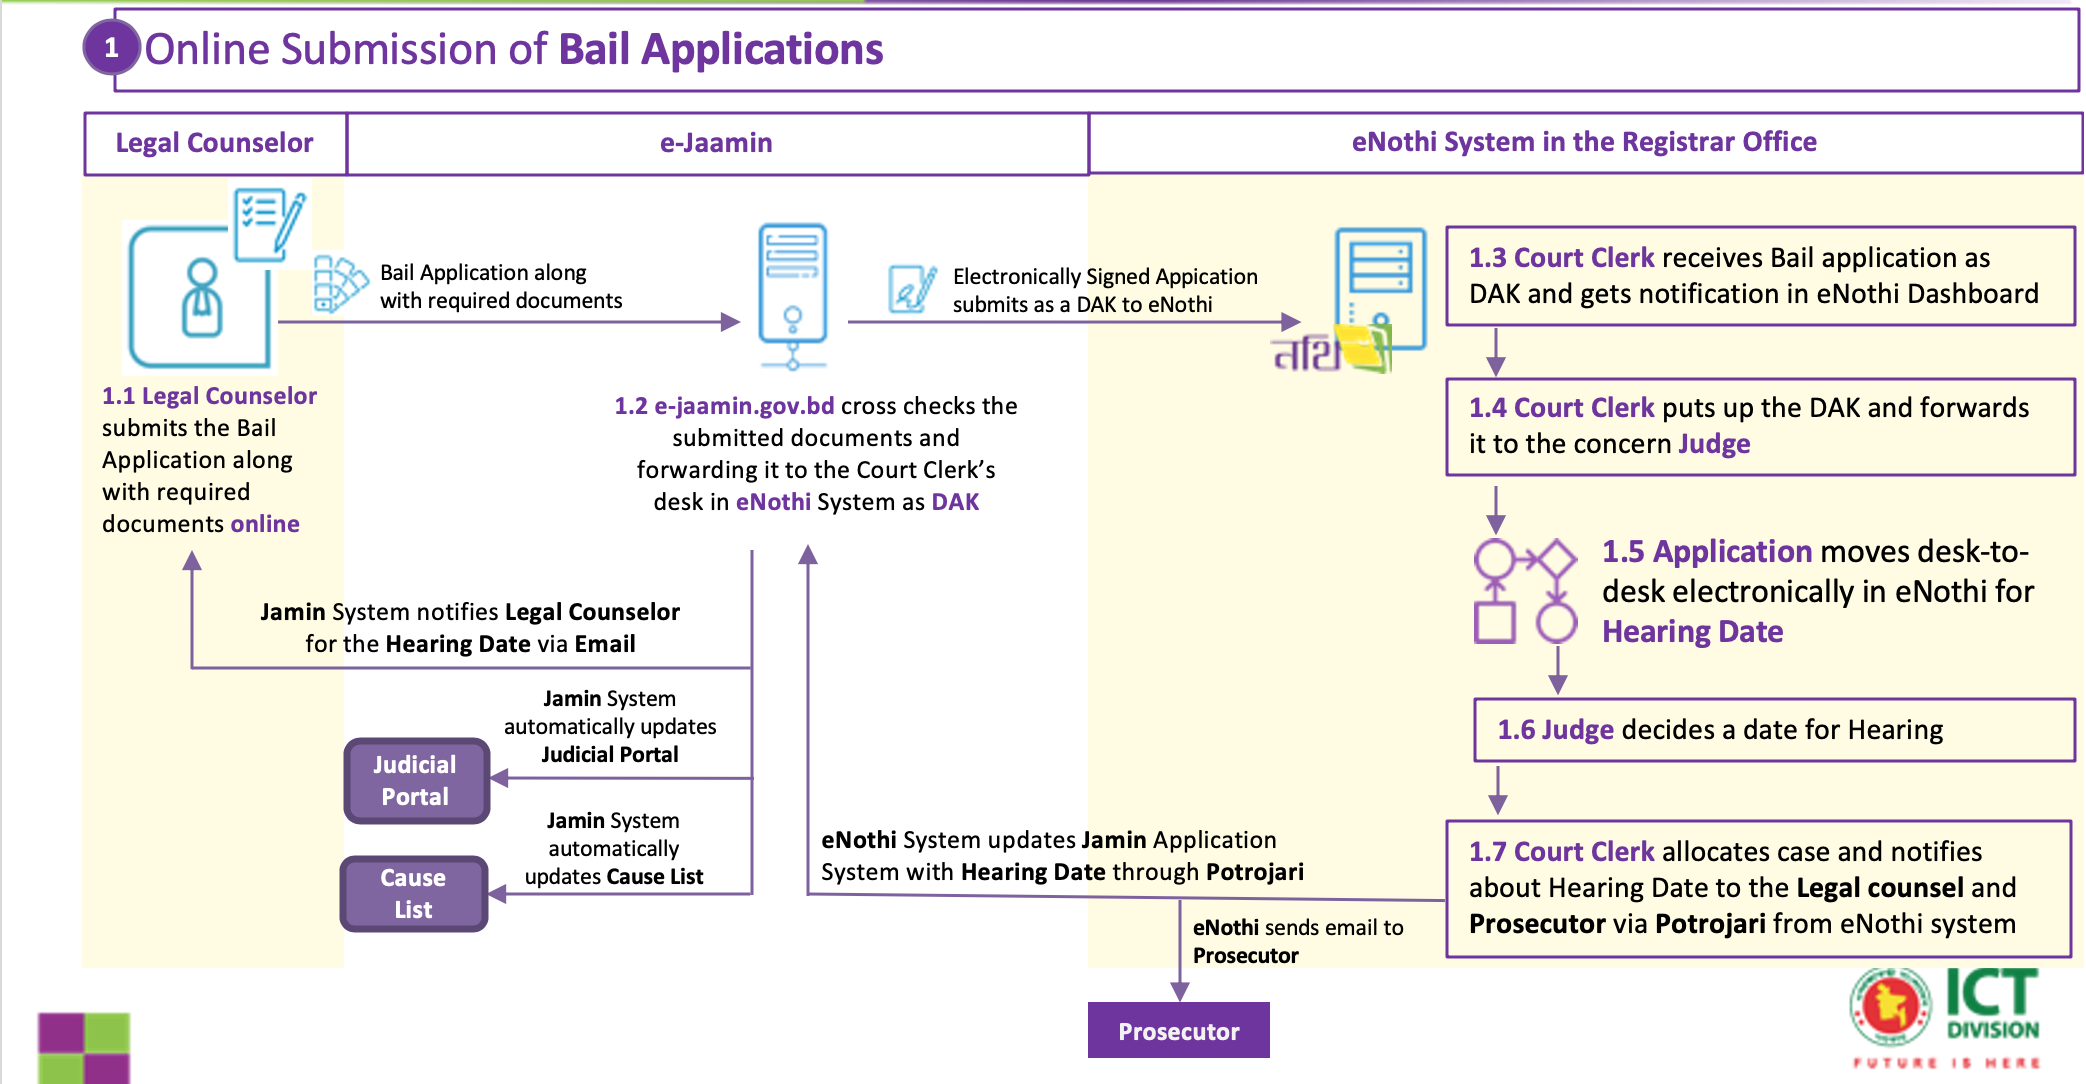 1
Online Submission of Bail Applications
Legal Counselor
e-Jaamin
eNothi System in the Registrar Office
Bail Application along
with required documents
Electronically Signed Appication
submits as a DAK to eNothi
নথি
1.1 Legal Counselor
submits the Bail
Application along
with required
documents online
1.2 e-jaamin.gov.bd cross checks the
submitted documents and
forwarding it to the Court Clerk’s
desk in eNothi System as DAK
1.3 Court Clerk receives Bail application as
DAK and gets notification in eNothi Dashboard
1.4 Court Clerk puts up the DAK and forwards
it to the concern Judge
1.5 Application moves desk-to-
desk electronically in eNothi for
Hearing Date
1.6 Judge decides a date for Hearing
1.7 Court Clerk allocates case and notifies
about Hearing Date to the Legal counsel and
Prosecutor via Potrojari from eNothi system
Jamin System notifies Legal Counselor
for the Hearing Date via Email
Jamin System
automatically updates
Judicial Portal
Judicial
Portal
Jamin System
automatically
updates Cause List
Cause
List
eNothi System updates Jamin Application
System with Hearing Date through Potrojari
eNothi sends email to
Prosecutor
Prosecutor
ICT
DIVISION
FUTURE IS HERE